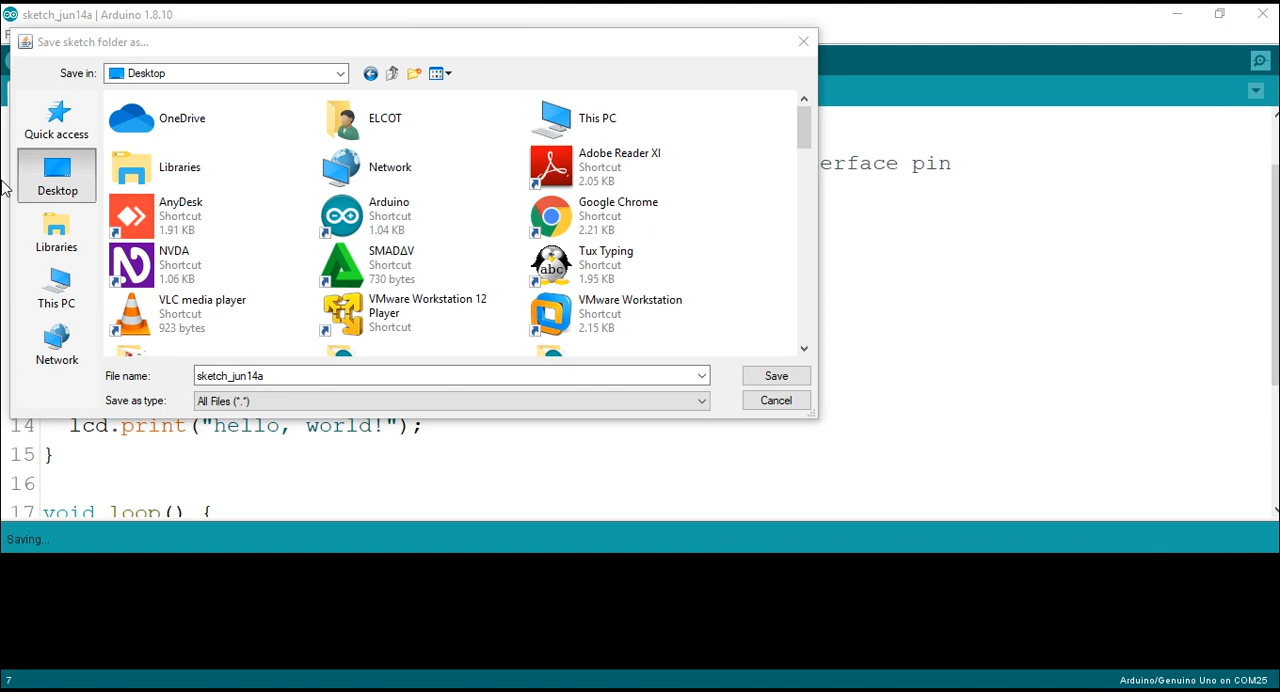 sketch_jun14a | Arduino 1.8.10
Save sketch folder as...
Save in: Desktop
Quick access
Desktop
Libraries
This PC
Network
OneDrive
ELCOT
This PC
Libraries
Network
Adobe Reader XI
Shortcut
2.05 KB
AnyDesk
Shortcut
1.91 KB
Arduino
Shortcut
1.04 KB
Google Chrome
Shortcut
2.21 KB
NVDA
Shortcut
1.06 KB
SMADΔV
Shortcut
730 bytes
Tux Typing
Shortcut
1.95 KB
VLC media player
Shortcut
923 bytes
VMware Workstation 12
Player
Shortcut
VMware Workstation
Shortcut
2.15 KB
abc
File name: sketch_jun14a Save
Save as type: All Files (*.*) Cancel
erface pin
14 lcd.print("hello, world!");
15 }
16
17 void loop() {
Saving...
7 Arduino/Genuino Uno on COM25